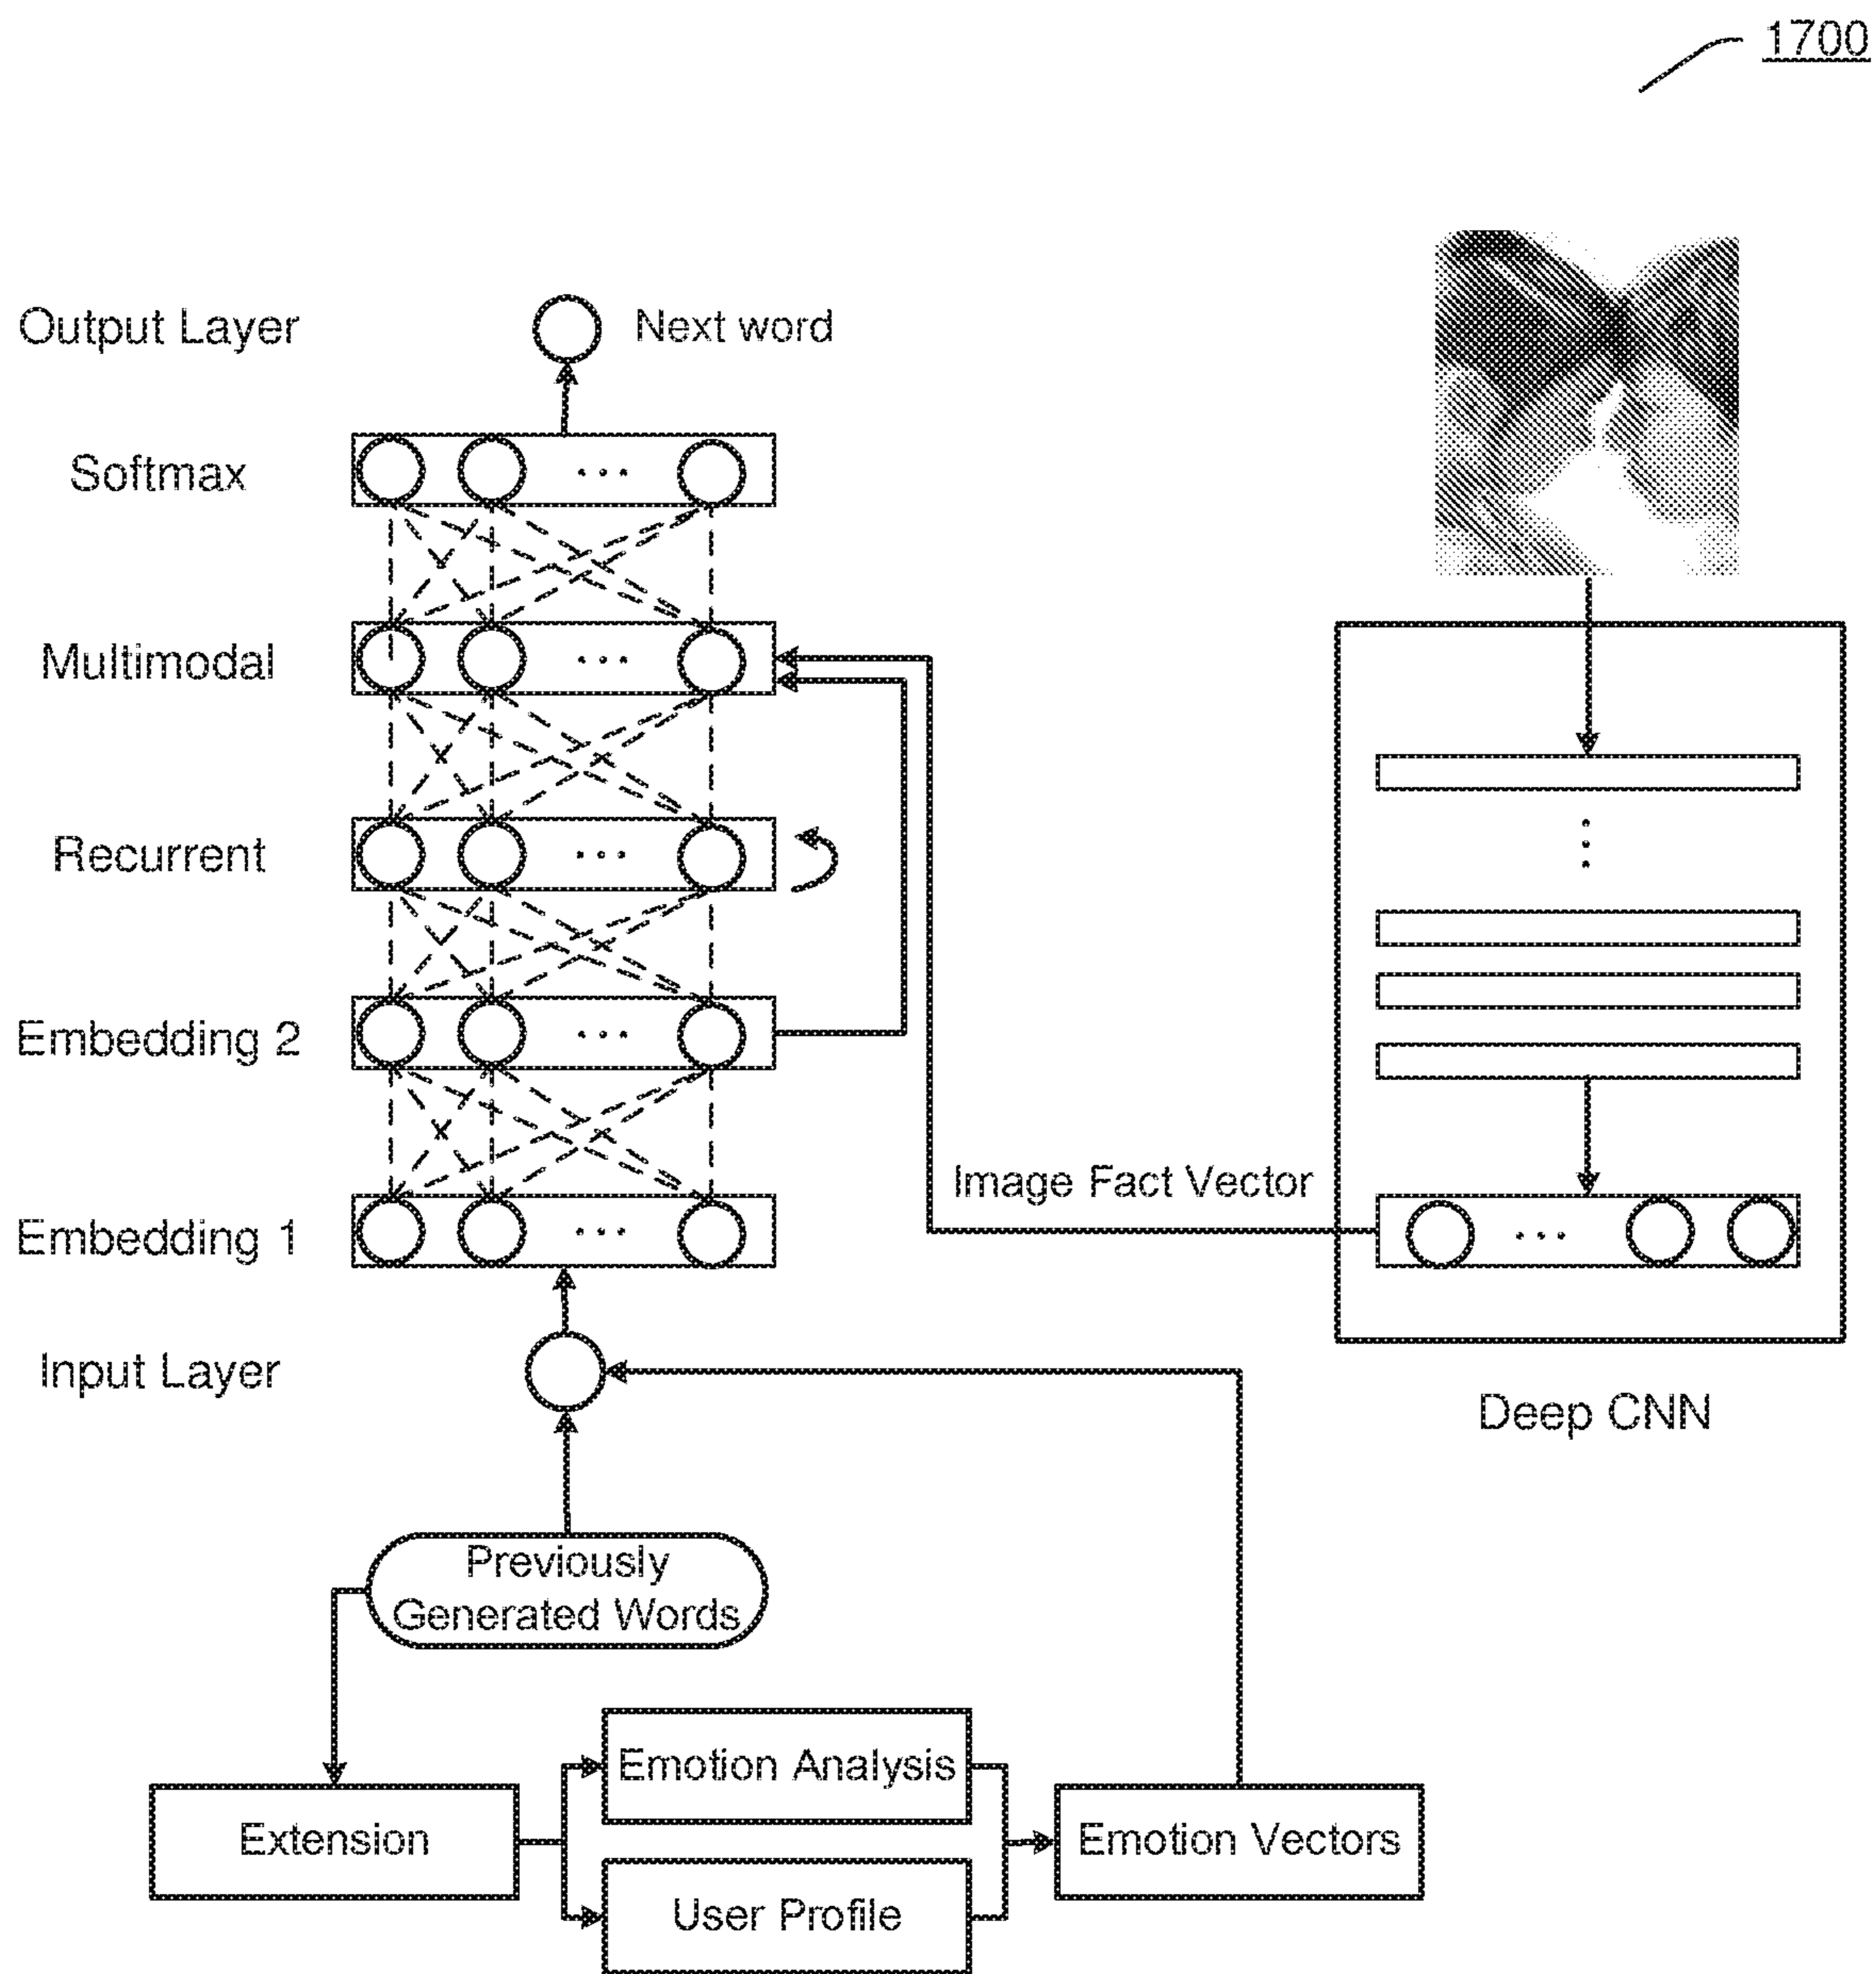 1700
Output Layer
Next word
Softmax
Multimodal
Recurrent
Embedding 2
Image Fact Vector
Embedding 1
Input Layer
Deep CNN
Previously
Generated Words
Emotion Analysis
Extension
Emotion Vectors
User Profile